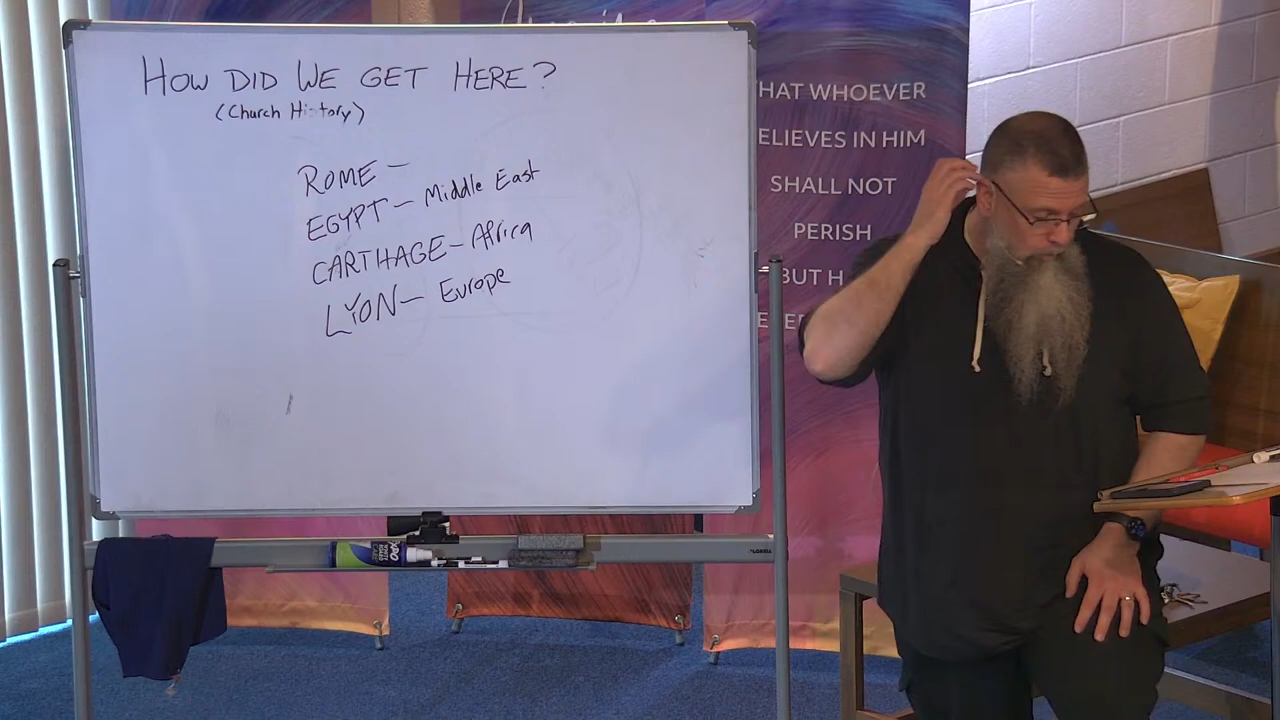 HOW DID WE GET HERE?
(Church History)
ROME –
EGYPT – Middle East
CARTHAGE – Africa
LYON – Europe
HAT WHOEVER
ELIEVES IN HIM
SHALL NOT
PERISH
BUT H
EXPO